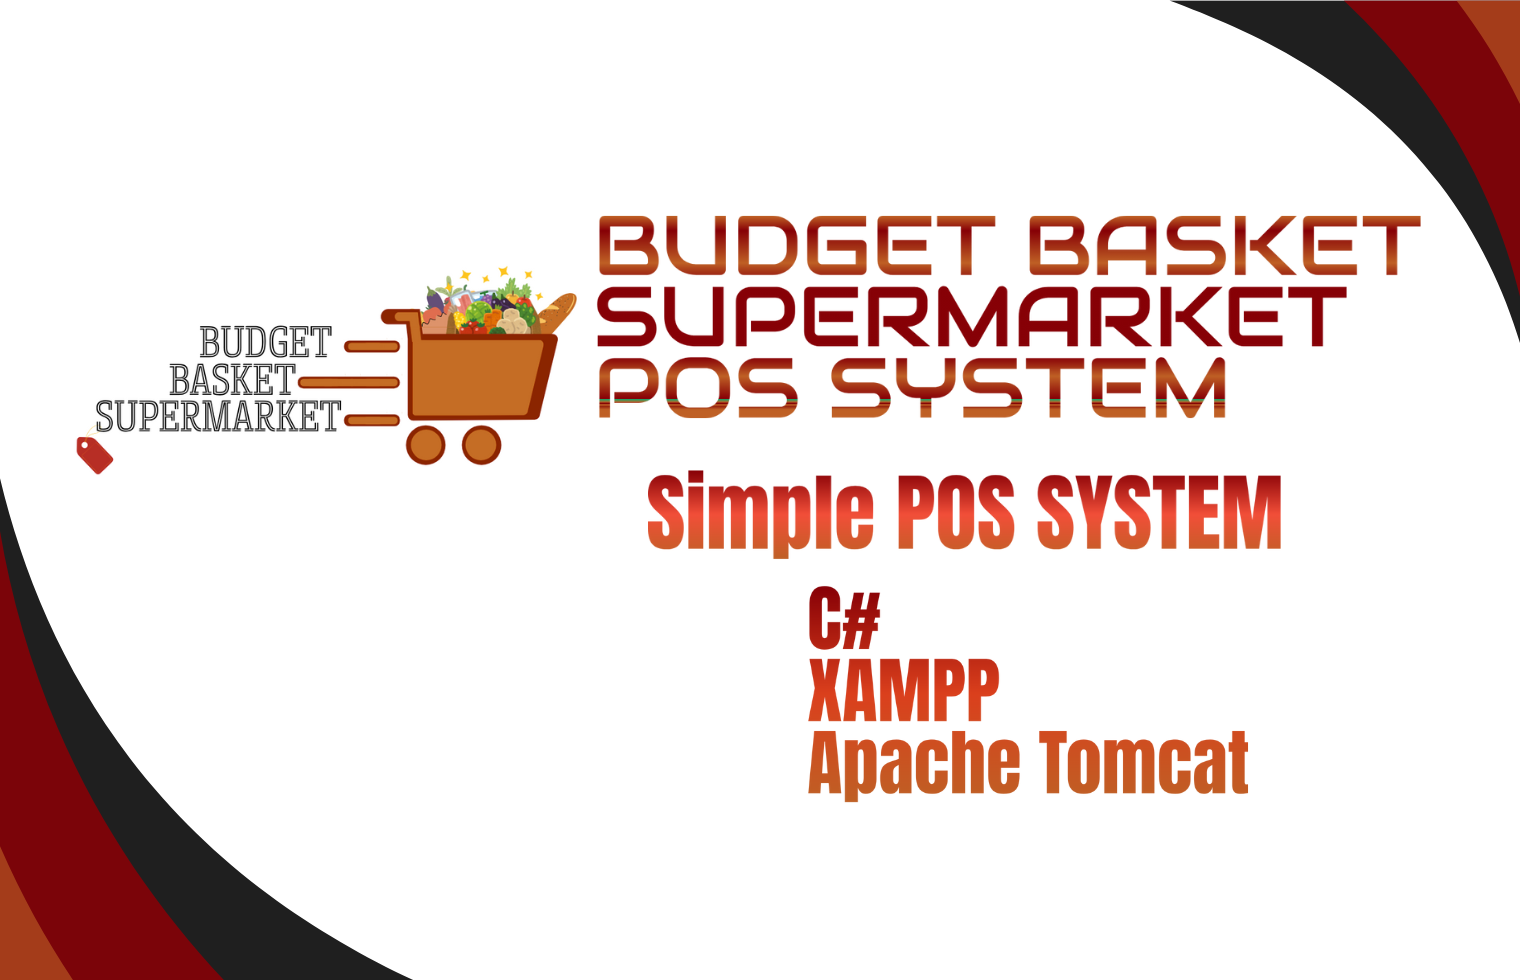 BUDGET
BASKET
SUPERMARKET
BUDGET BASKET
SUPERMARKET
POS SYSTEM
Simple POS SYSTEM
C#
XAMPP
Apache Tomcat